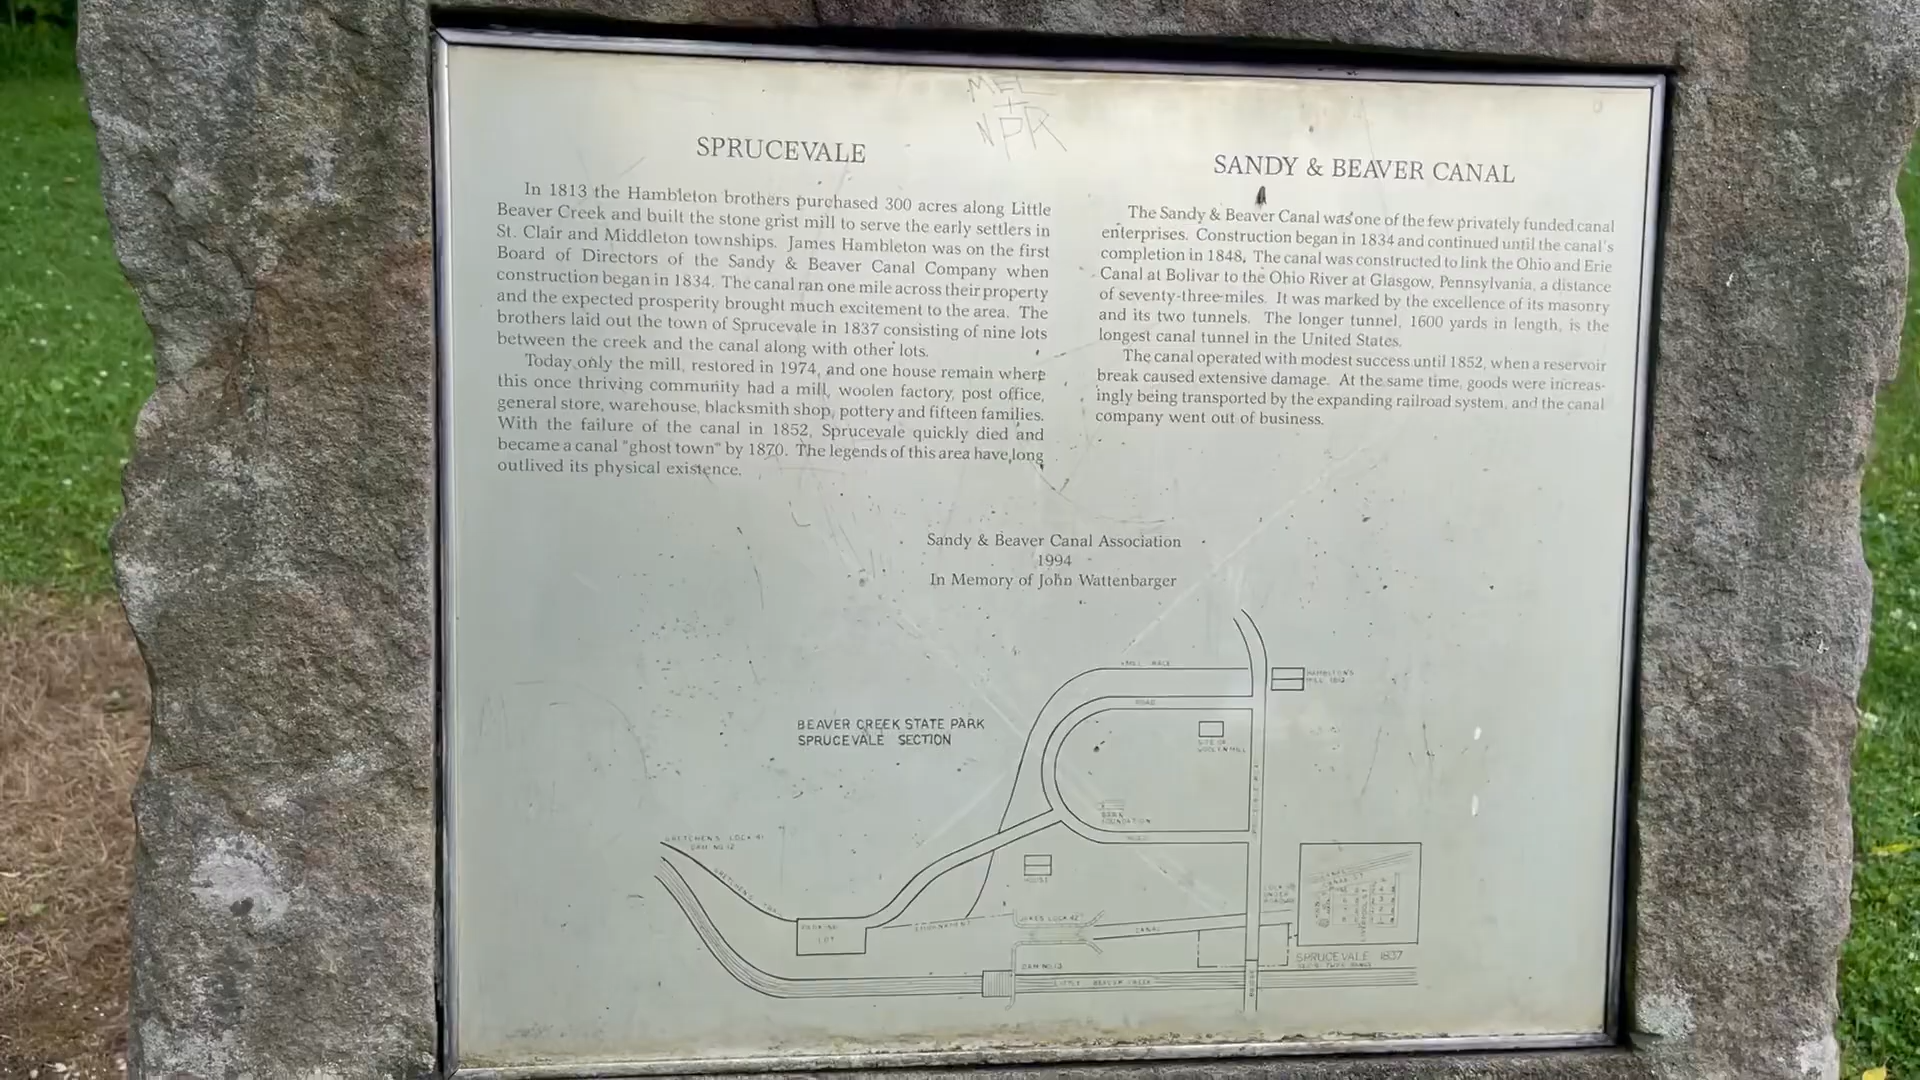 MEL
+
NPR
SPRUCEVALE
In 1813 the Hambleton brothers purchased 300 acres along Little
Beaver Creek and built the stone grist mill to serve the early settlers in
St. Clair and Middleton townships. James Hambleton was on the first
Board of Directors of the Sandy & Beaver Canal Company when
construction began in 1834. The canal ran one mile across their property
and the expected prosperity brought much excitement to the area. The
brothers laid out the town of Sprucevale in 1837 consisting of nine lots
between the creek and the canal along with other lots.
Today only the mill, restored in 1974, and one house remain where
this once thriving community had a mill, woolen factory, post office,
general store, warehouse, blacksmith shop, pottery and fifteen families.
With the failure of the canal in 1852, Sprucevale quickly died and
became a canal "ghost town" by 1870. The legends of this area have long
outlived its physical existence.
SANDY & BEAVER CANAL
The Sandy & Beaver Canal was one of the few privately funded canal
enterprises. Construction began in 1834 and continued until the canal's
completion in 1848. The canal was constructed to link the Ohio and Erie
Canal at Bolivar to the Ohio River at Glasgow, Pennsylvania, a distance
of seventy-three miles. It was marked by the excellence of its masonry
and its two tunnels. The longer tunnel, 1600 yards in length, is the
longest canal tunnel in the United States.
The canal operated with modest success until 1852, when a reservoir
break caused extensive damage. At the same time, goods were increas-
ingly being transported by the expanding railroad system, and the canal
company went out of business.
Sandy & Beaver Canal Association
1994
In Memory of John Wattenbarger
MILL RACE
HAMBLETON'S
MILL 1813
ROAD
BEAVER CREEK STATE PARK
SPRUCEVALE SECTION
SITE OF
WOOLEN MILL
BARN
FOUNDATION
ROAD
GRETCHEN'S LOCK 41
DAM NO. 12
HOUSE
PARKING
LOT
EMBANKMENT
JAKES LOCK 42
CANAL
DAM NO. 13
LITTLE BEAVER CREEK
BRIDGE
SPRUCEVALE 1837